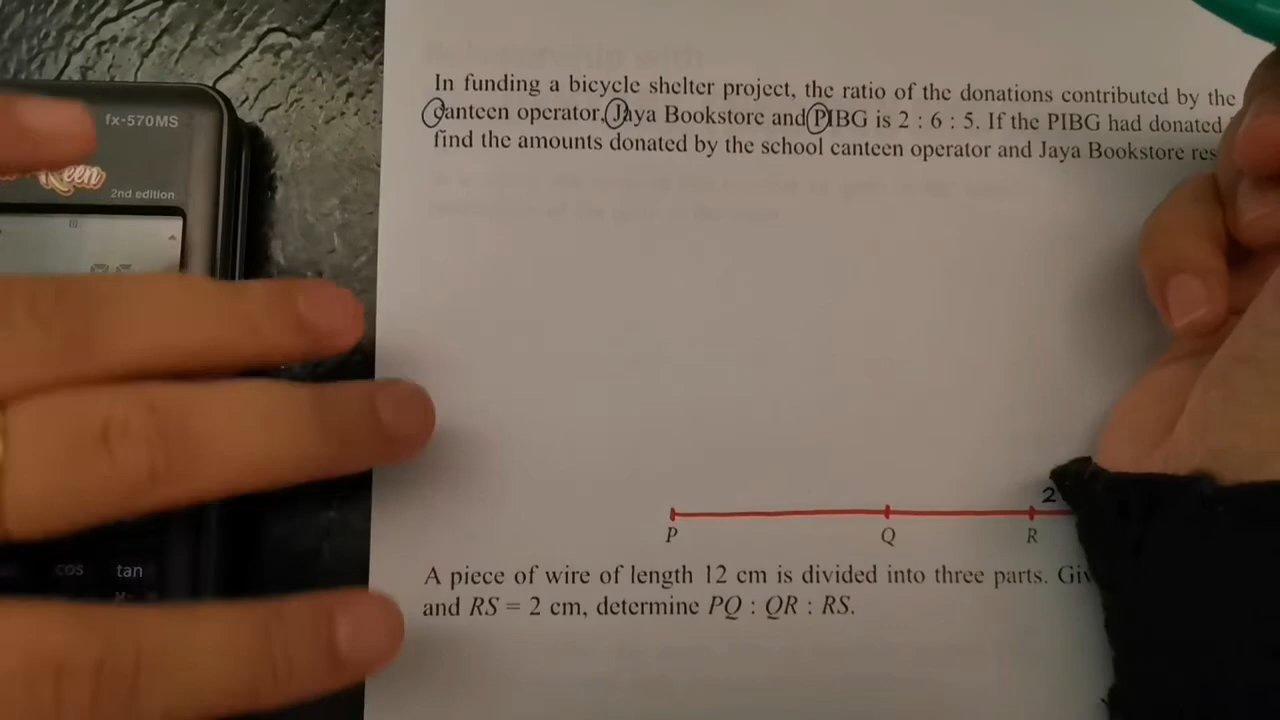 fx-570MS
2nd edition
In funding a bicycle shelter project, the ratio of the donations contributed by the
canteen operator, Jaya Bookstore and PIBG is 2 : 6 : 5. If the PIBG had donated
find the amounts donated by the school canteen operator and Jaya Bookstore
2
P Q R
A piece of wire of length 12 cm is divided into three parts.
and RS = 2 cm, determine PQ : QR : RS.
cos tan